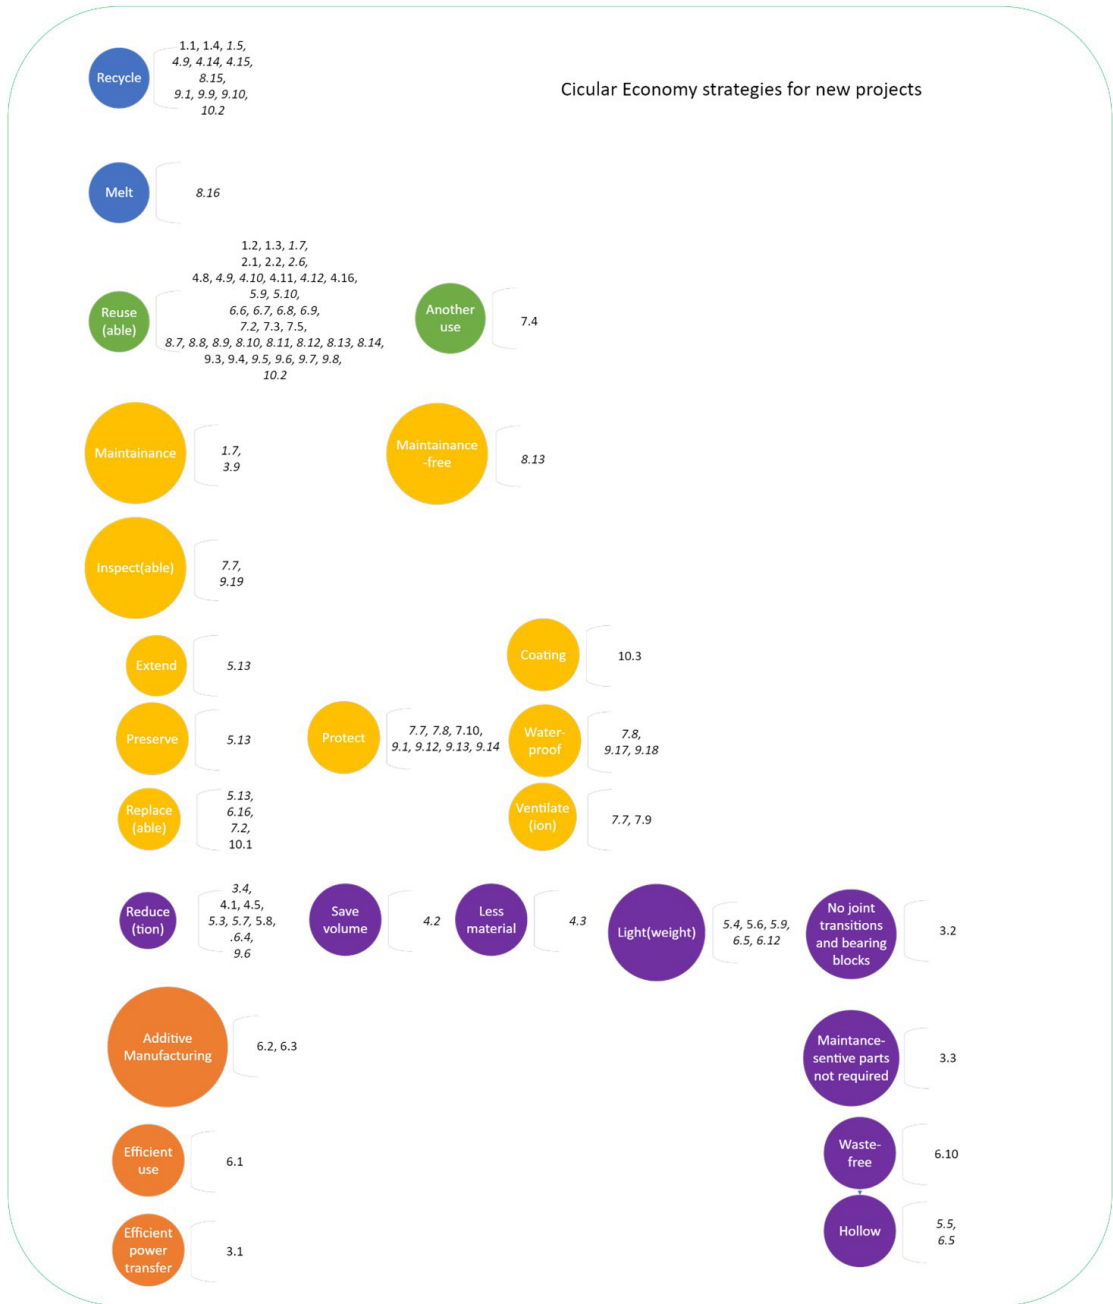 Cicular Economy strategies for new projects
Recycle
1.1, 1.4, 1.5,
4.9, 4.14, 4.15,
8.15,
9.1, 9.9, 9.10,
10.2
Melt
8.16
Reuse
(able)
1.2, 1.3, 1.7,
2.1, 2.2, 2.6,
4.8, 4.9, 4.10, 4.11, 4.12, 4.16,
5.9, 5.10,
6.6, 6.7, 6.8, 6.9,
7.2, 7.3, 7.5,
8.7, 8.8, 8.9, 8.10, 8.11, 8.12, 8.13, 8.14,
9.3, 9.4, 9.5, 9.6, 9.7, 9.8,
10.2
Another
use
7.4
Maintainance
1.7,
3.9
Maintainance
-free
8.13
Inspect(able)
7.7,
9.19
Extend
5.13
Coating
10.3
Preserve
5.13
Protect
7.7, 7.8, 7.10,
9.1, 9.12, 9.13, 9.14
Water-
proof
7.8,
9.17, 9.18
Replace
(able)
5.13,
6.16,
7.2,
10.1
Ventilate
(ion)
7.7, 7.9
Reduce
(tion)
3.4,
4.1, 4.5,
5.3, 5.7, 5.8,
.6.4,
9.6
Save
volume
4.2
Less
material
4.3
Light(weight)
5.4, 5.6, 5.9,
6.5, 6.12
No joint
transitions
and bearing
blocks
3.2
Additive
Manufacturing
6.2, 6.3
Maintance-
sentive parts
not required
3.3
Efficient
use
6.1
Waste-
free
6.10
Efficient
power
transfer
3.1
Hollow
5.5,
6.5